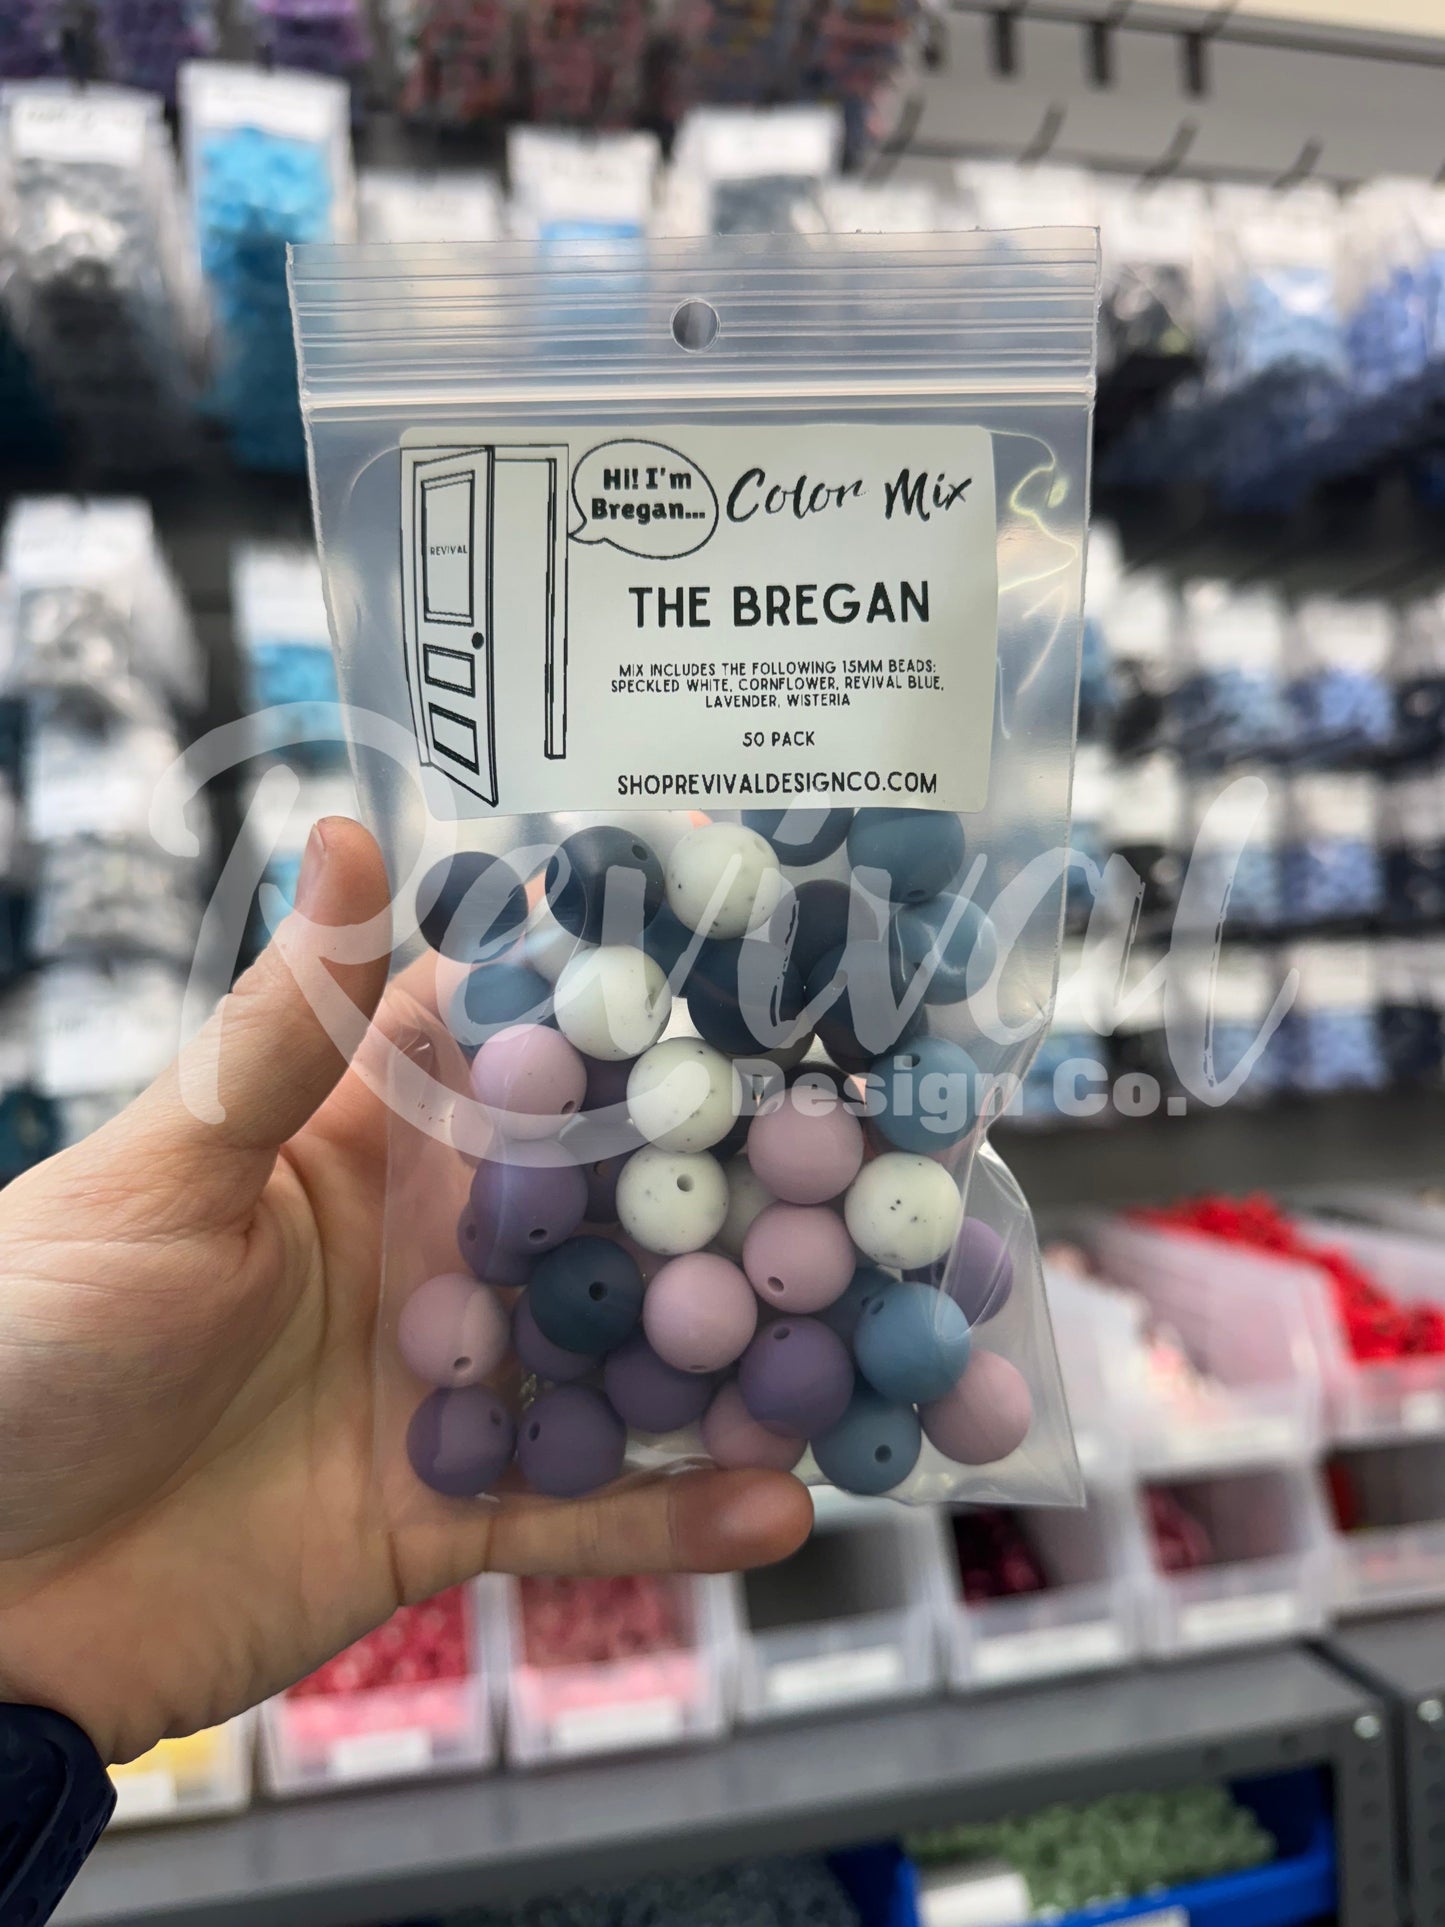 REVIVAL
Hi! I'm
Bregan...
Color Mix
THE BREGAN
MIX INCLUDES THE FOLLOWING 15MM BEADS:
SPECKLED WHITE, CORNFLOWER, REVIVAL BLUE,
LAVENDER, WISTERIA
50 PACK
SHOPREVIVALDESIGNCO.COM
Revival
Design Co.